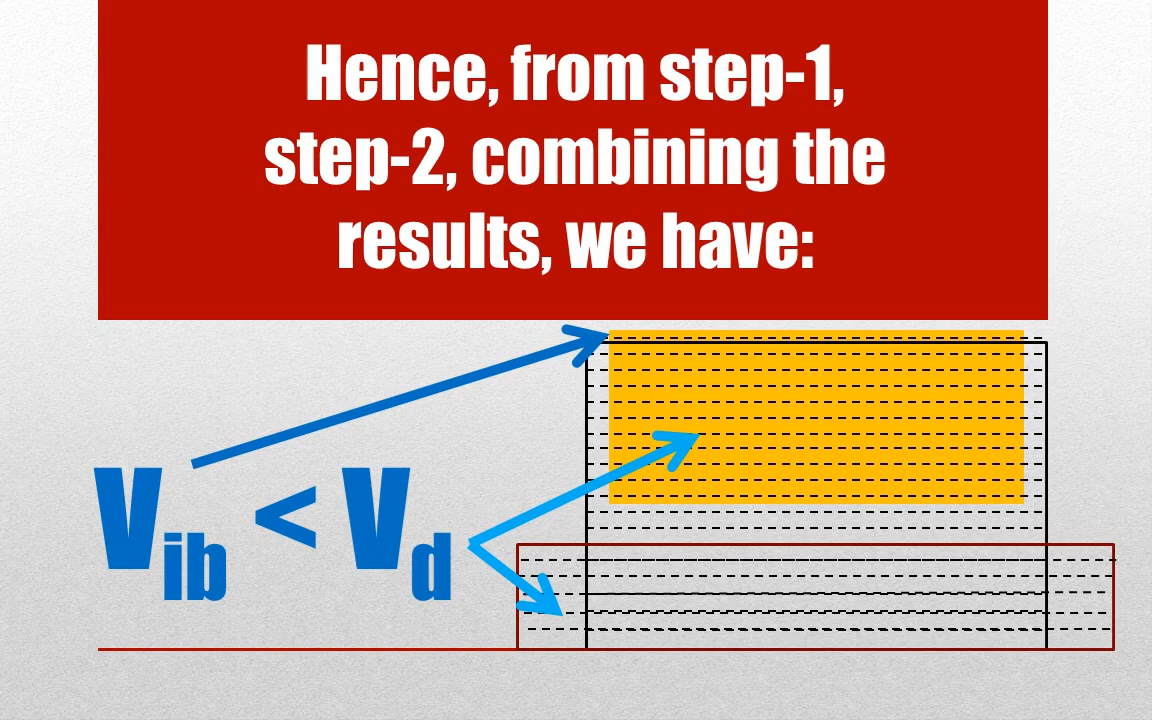 Hence, from step-1,
step-2, combining the
results, we have:
Vib < Vd